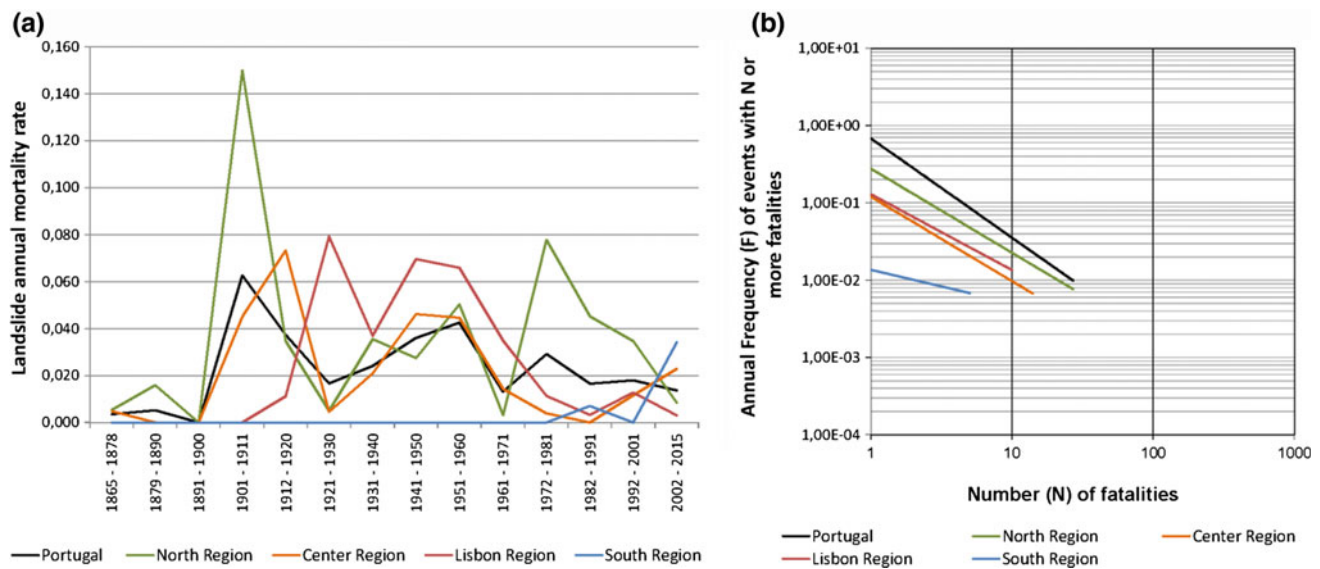 (a)
Landslide annual mortality rate
0,160
0,140
0,120
0,100
0,080
0,060
0,040
0,020
0,000
1865 - 1878
1879 - 1890
1891 - 1900
1901 - 1911
1912 - 1920
1921 - 1930
1931 - 1940
1941 - 1950
1951 - 1960
1961 - 1971
1972 - 1981
1982 - 1991
1992 - 2001
2002 - 2015
Portugal North Region Center Region Lisbon Region South Region
(b)
Annual Frequency (F) of events with N or
more fatalities
1,00E+01
1,00E+00
1,00E-01
1,00E-02
1,00E-03
1,00E-04
1 10 100 1000
Number (N) of fatalities
Portugal North Region Center Region
Lisbon Region South Region